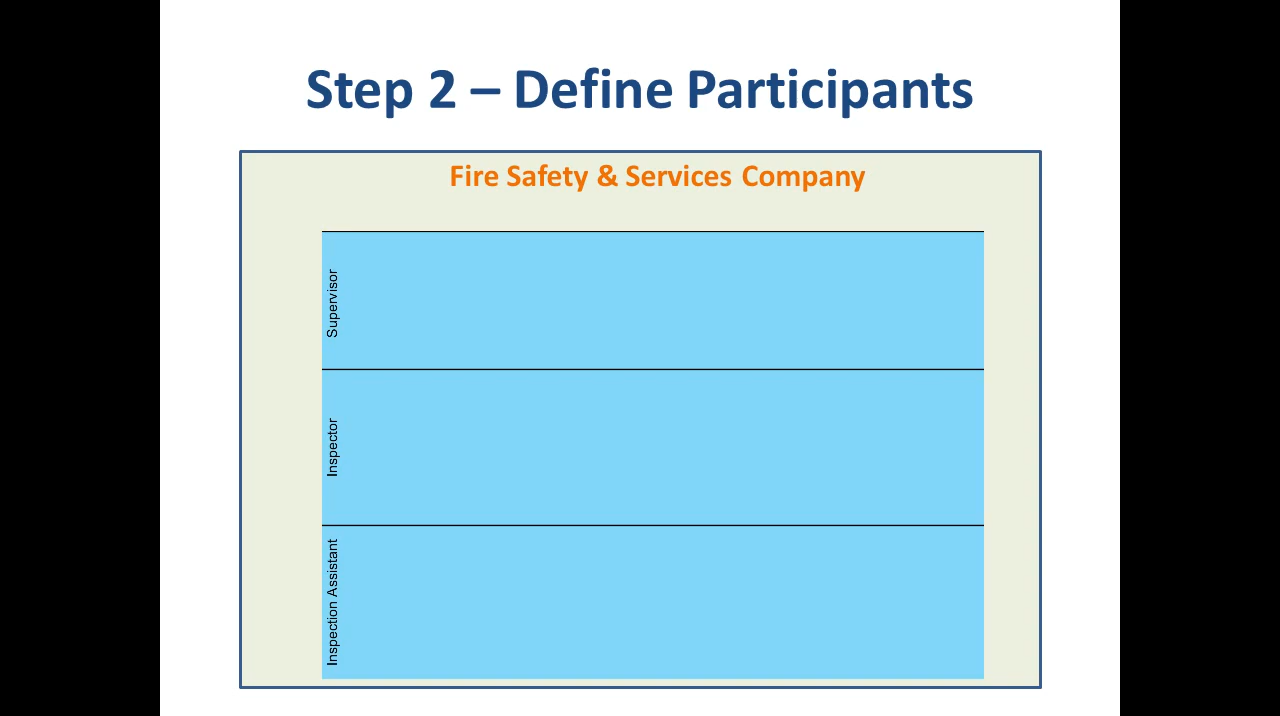 Step 2 – Define Participants
Fire Safety & Services Company
Supervisor
Inspector
Inspection Assistant